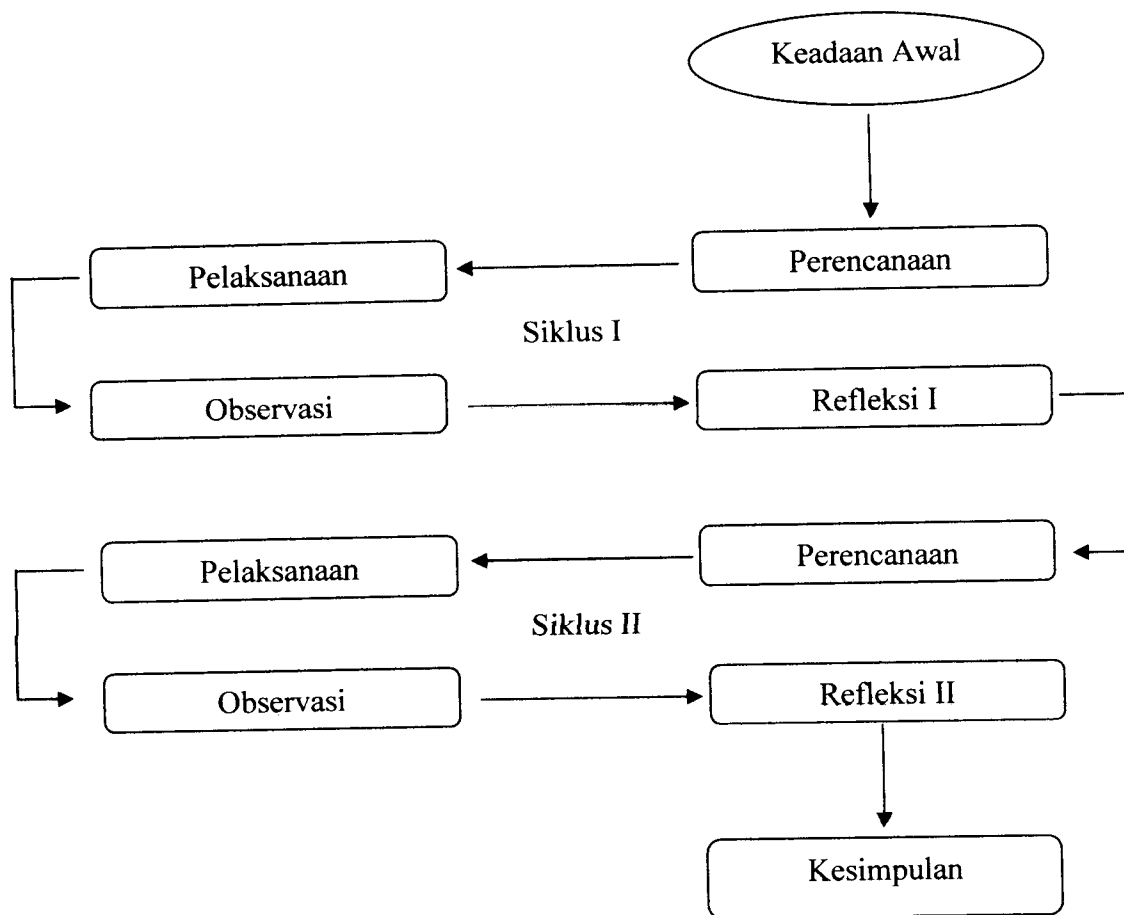 Keadaan Awal
Pelaksanaan
Perencanaan
Siklus I
Observasi
Refleksi I
Pelaksanaan
Perencanaan
Siklus II
Observasi
Refleksi II
Kesimpulan